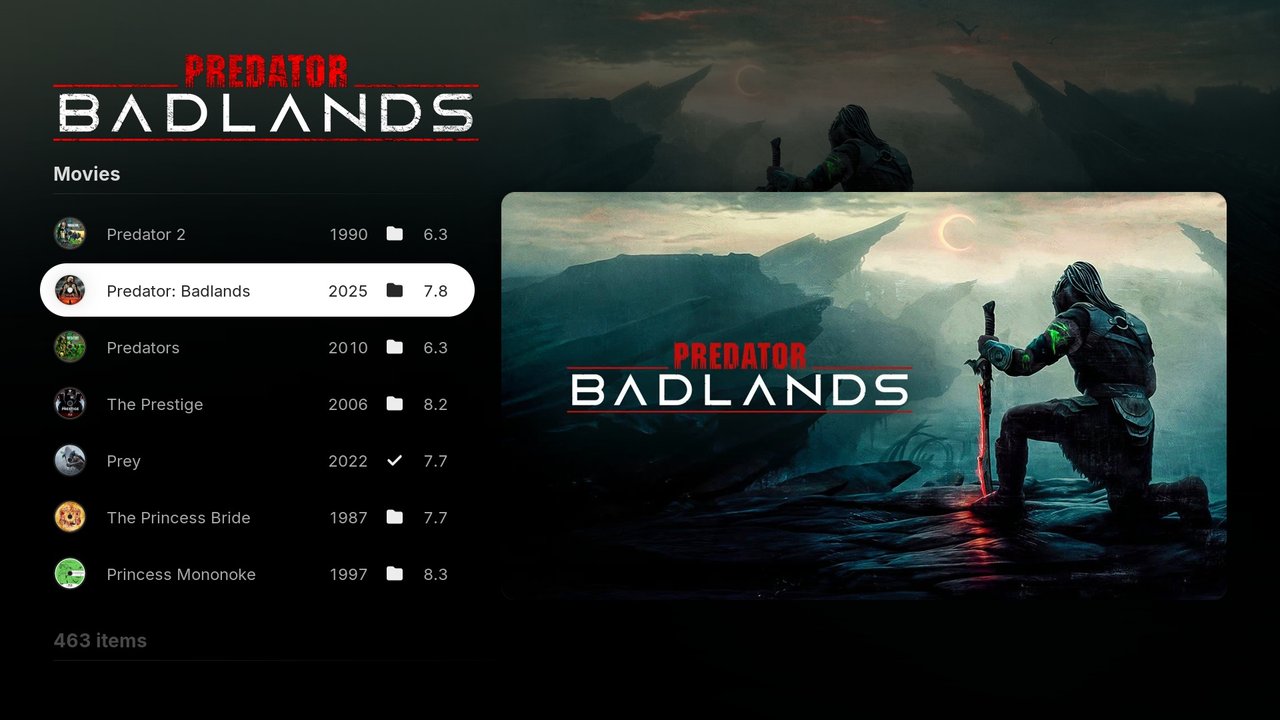 PREDATOR
BADLANDS
Movies
Predator 2 1990 6.3
Predator: Badlands 2025 7.8
Predators 2010 6.3
The Prestige 2006 8.2
Prey 2022 7.7
The Princess Bride 1987 7.7
Princess Mononoke 1997 8.3
463 items
PREDATOR
BADLANDS